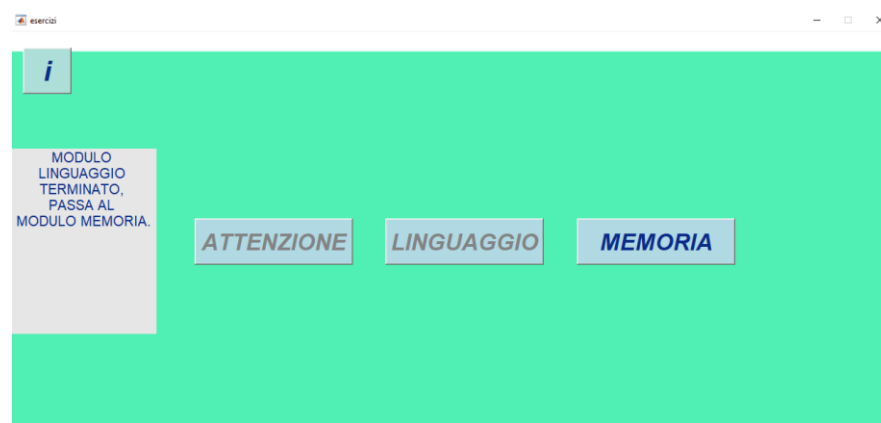 esercizi
i
MODULO
LINGUAGGIO
TERMINATO,
PASSA AL
MODULO MEMORIA.
ATTENZIONE
LINGUAGGIO
MEMORIA